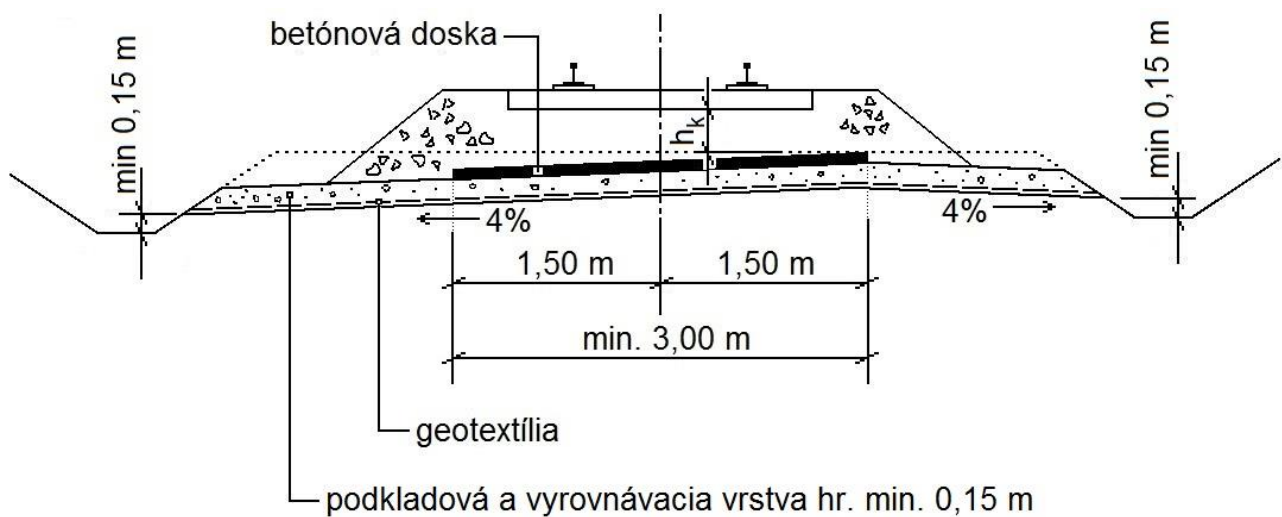 betónová doska
min 0,15 m
min 0,15 m
hk
4%
4%
1,50 m
1,50 m
min. 3,00 m
geotextília
podkladová a vyrovnávacia vrstva hr. min. 0,15 m